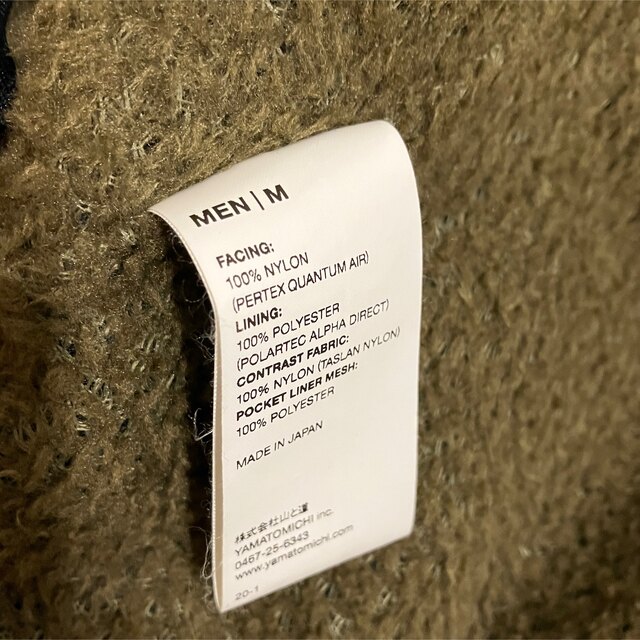 MEN | M
FACING:
100% NYLON
(PERTEX QUANTUM AIR)
LINING:
100% POLYESTER
(POLARTEC ALPHA DIRECT)
CONTRAST FABRIC:
100% NYLON (TASLAN NYLON)
POCKET LINER MESH:
100% POLYESTER
MADE IN JAPAN
株式会社山と道
YAMATOMICHI inc.
0467-25-6343
www.yamatomichi.com
20-1